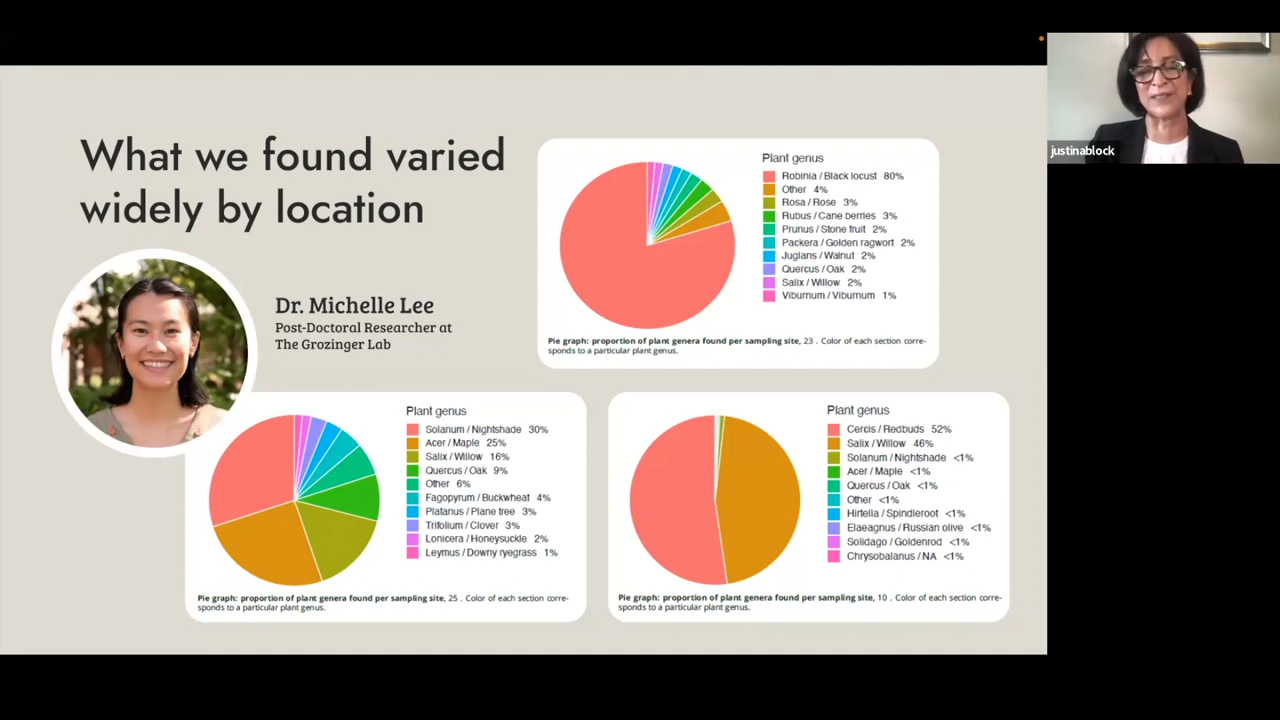 What we found varied
widely by location
Dr. Michelle Lee
Post-Doctoral Researcher at
The Grozinger Lab
Plant genus
Robinia / Black locust 80%
Other 4%
Rosa / Rose 3%
Rubus / Cane berries 3%
Prunus / Stone fruit 2%
Packera / Golden ragwort 2%
Juglans / Walnut 2%
Quercus / Oak 2%
Salix / Willow 2%
Viburnum / Viburnum 1%
Pie graph: proportion of plant genera found per sampling site, 23 . Color of each section corre-
sponds to a particular plant genus.
Plant genus
Solanum / Nightshade 30%
Acer / Maple 25%
Salix / Willow 16%
Quercus / Oak 9%
Other 6%
Fagopyrum / Buckwheat 4%
Platanus / Plane tree 3%
Trifolium / Clover 3%
Lonicera / Honeysuckle 2%
Leymus / Downy ryegrass 1%
Pie graph: proportion of plant genera found per sampling site, 25 . Color of each section corre-
sponds to a particular plant genus.
Plant genus
Cercis / Redbuds 52%
Salix / Willow 46%
Solanum / Nightshade <1%
Acer / Maple <1%
Quercus / Oak <1%
Other <1%
Hirtella / Spindleroot <1%
Elaeagnus / Russian olive <1%
Solidago / Goldenrod <1%
Chrysobalanus / NA <1%
Pie graph: proportion of plant genera found per sampling site, 10 . Color of each section corre-
sponds to a particular plant genus.
justinablock